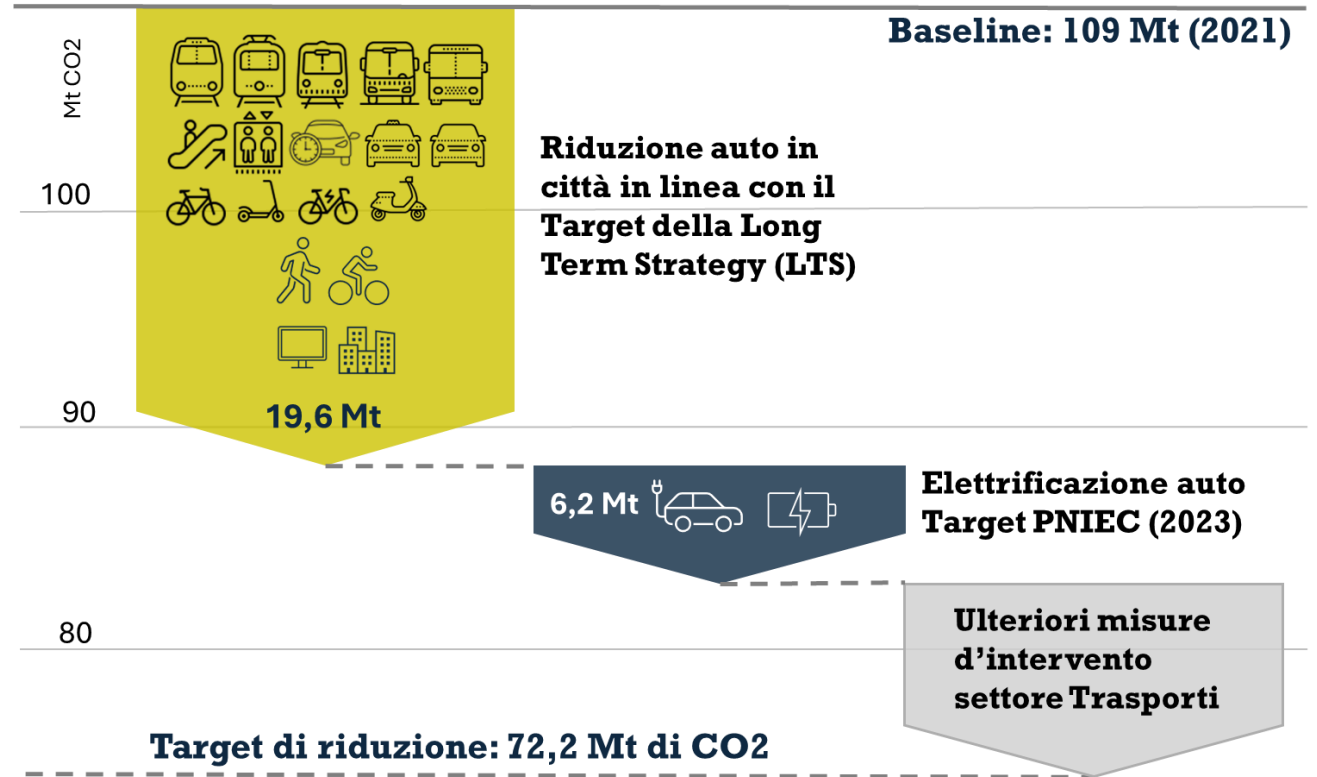 Baseline: 109 Mt (2021)
Mt CO2
Riduzione auto in
città in linea con il
Target della Long
Term Strategy (LTS)
100
90
19,6 Mt
6,2 Mt
Elettrificazione auto
Target PNIEC (2023)
80
Ulteriori misure
d’intervento
settore Trasporti
Target di riduzione: 72,2 Mt di CO2